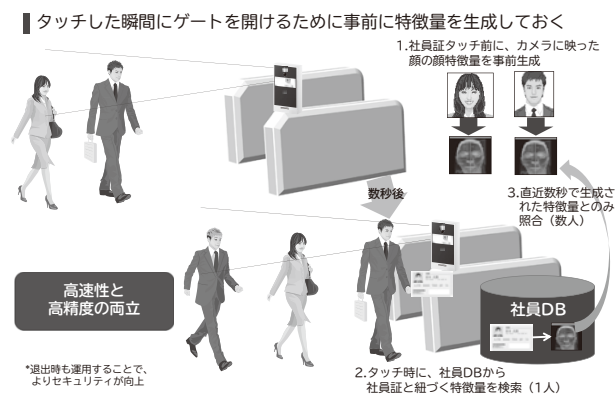 タッチした瞬間にゲートを開けるために事前に特徴量を生成しておく
1.社員証タッチ前に、カメラに映った
顔の顔特徴量を事前生成
数秒後
3.直近数秒で生成さ
れた特徴量とのみ
照合（数人）
高速性と
高精度の両立
社員DB
*退出時も運用することで、
よりセキュリティが向上
2.タッチ時に、社員DBから
社員証と紐づく特徴量を検索（1人）